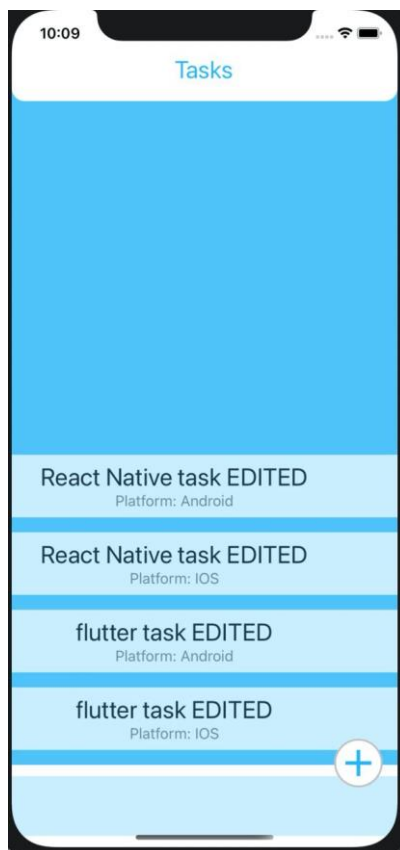 10:09
Tasks
React Native task EDITED
Platform: Android
React Native task EDITED
Platform: IOS
flutter task EDITED
Platform: Android
flutter task EDITED
Platform: IOS